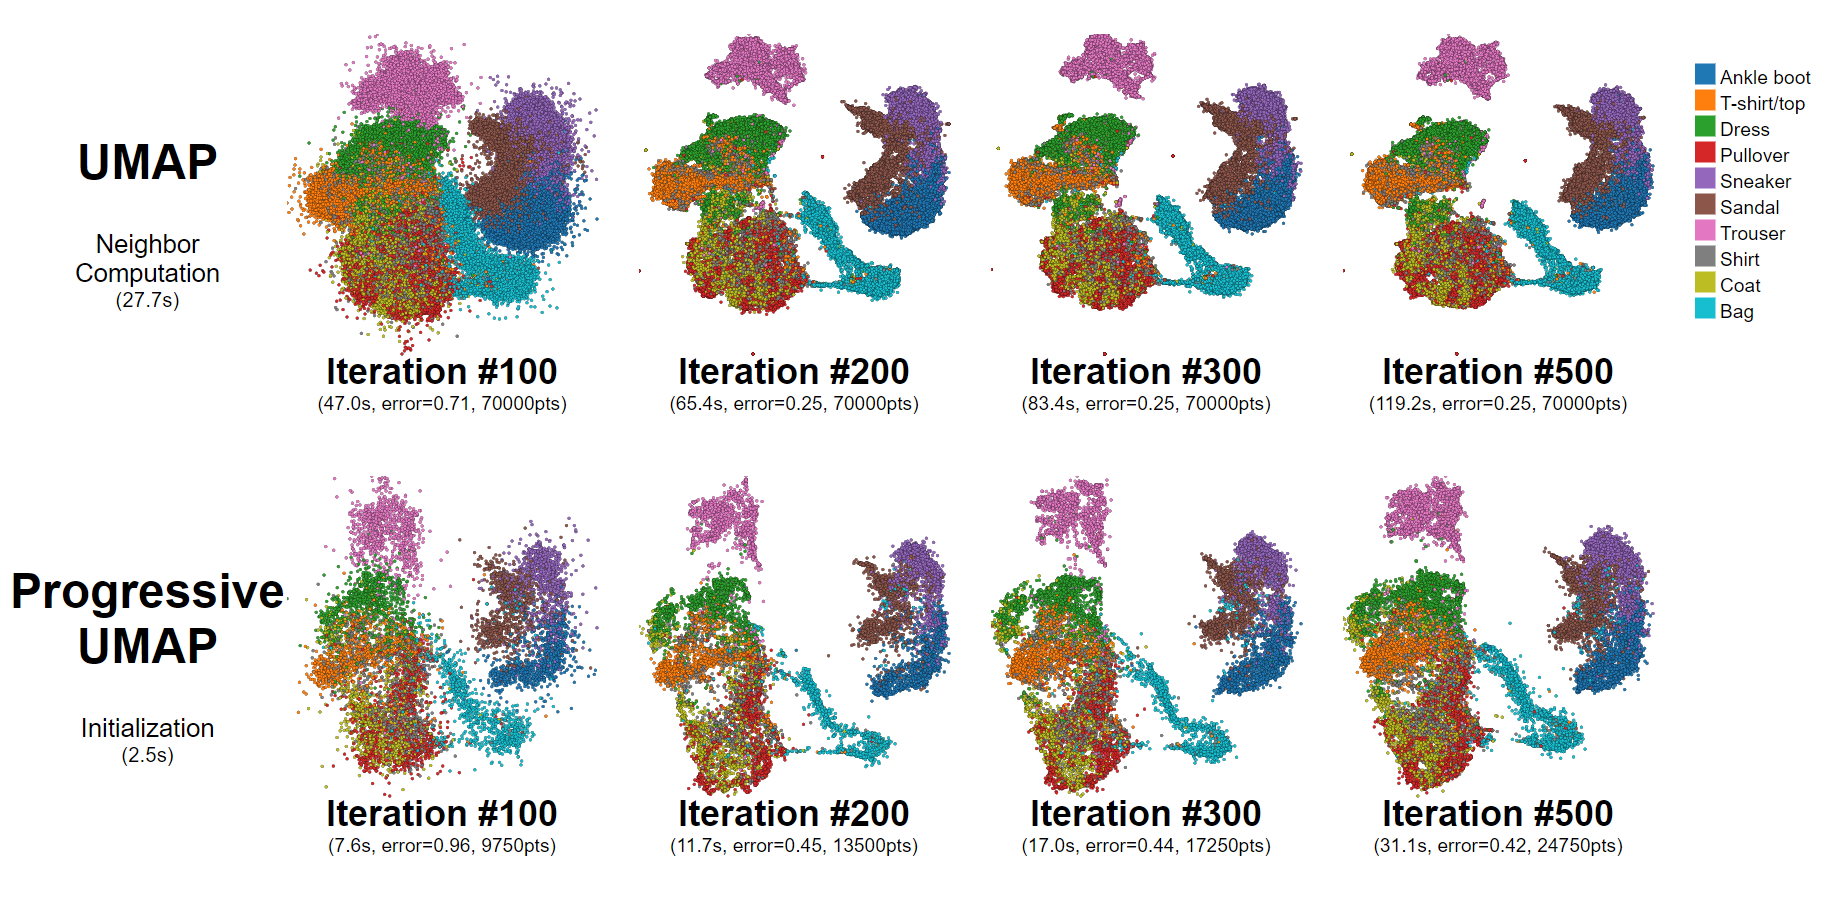 UMAP
Neighbor
Computation
(27.7s)
Iteration #100
(47.0s, error=0.71, 70000pts)
Iteration #200
(65.4s, error=0.25, 70000pts)
Iteration #300
(83.4s, error=0.25, 70000pts)
Iteration #500
(119.2s, error=0.25, 70000pts)
Ankle boot
T-shirt/top
Dress
Pullover
Sneaker
Sandal
Trouser
Shirt
Coat
Bag
Progressive
UMAP
Initialization
(2.5s)
Iteration #100
(7.6s, error=0.96, 9750pts)
Iteration #200
(11.7s, error=0.45, 13500pts)
Iteration #300
(17.0s, error=0.44, 17250pts)
Iteration #500
(31.1s, error=0.42, 24750pts)